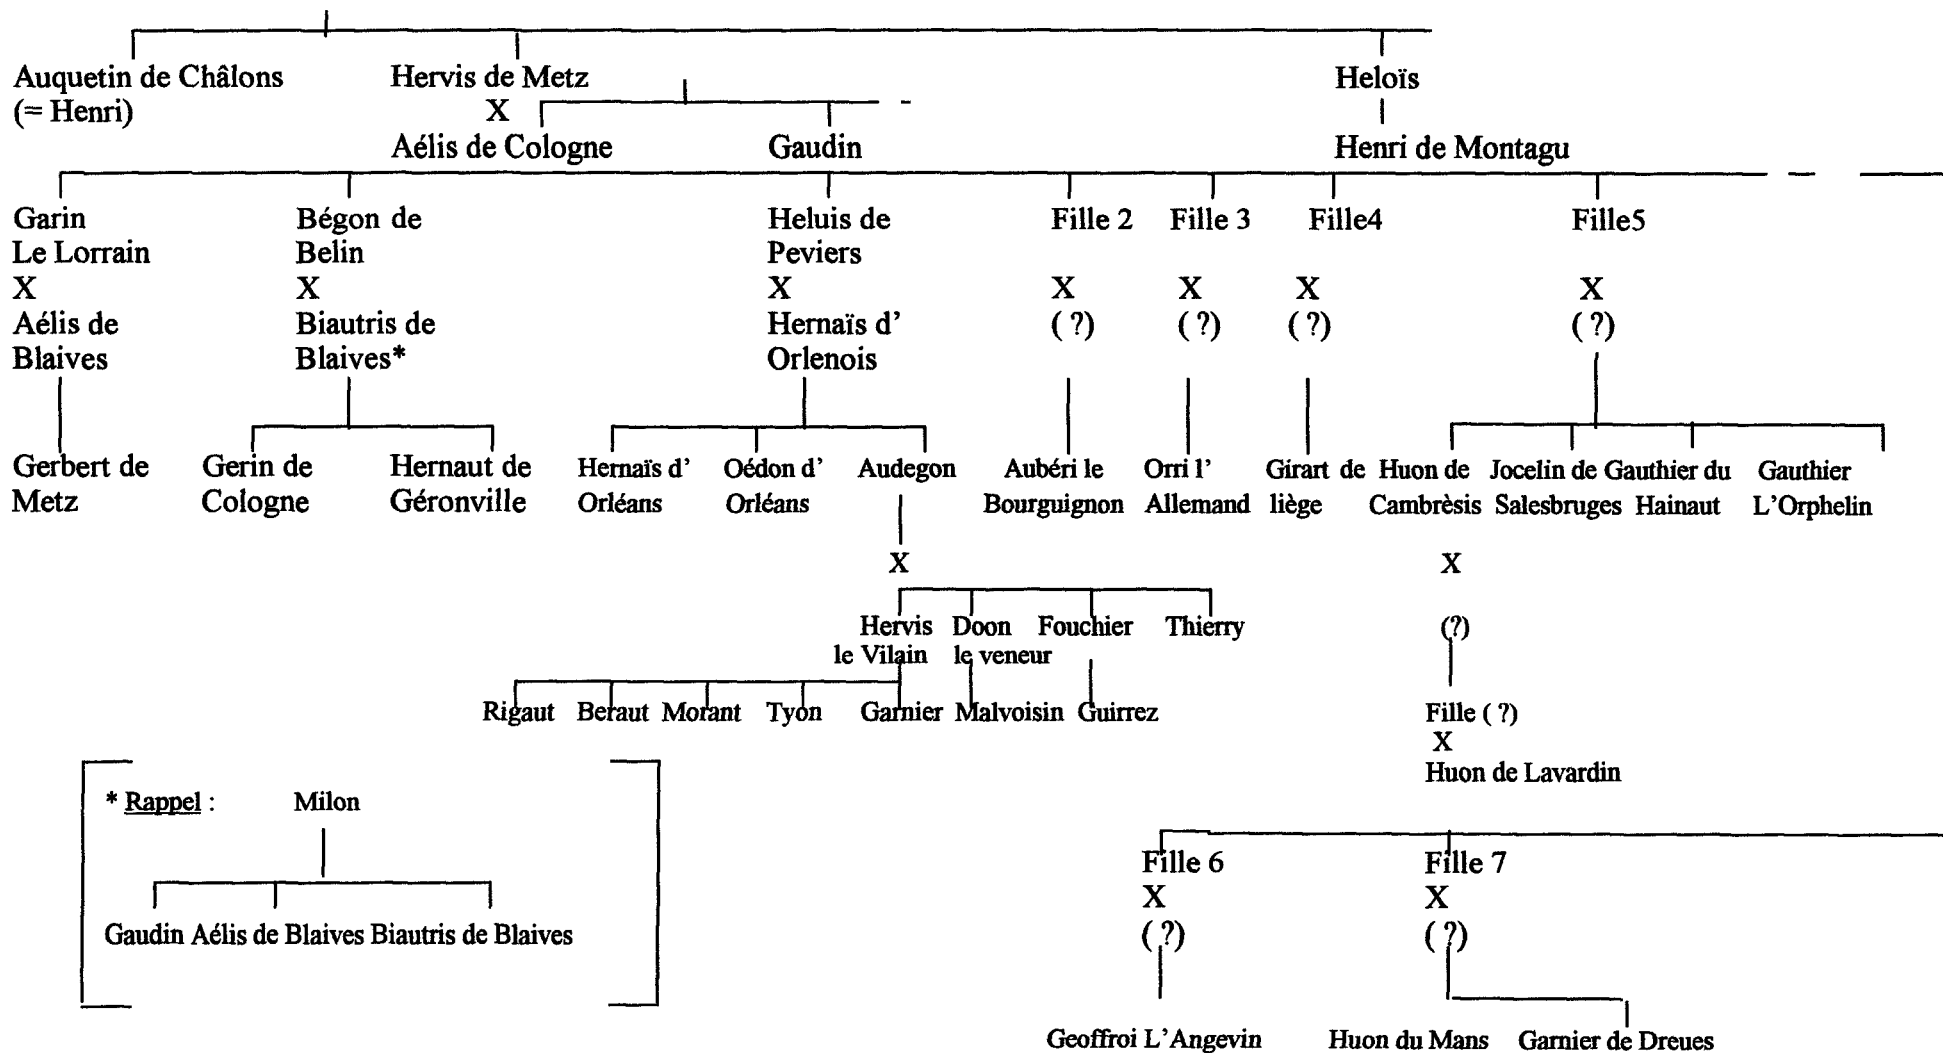 Auquetin de Châlons Hervis de Metz Heloïs
(= Henri) X
Aélis de Cologne Gaudin Henri de Montagu
Garin Bégon de Heluis de Fille 2 Fille 3 Fille4 Fille5
Le Lorrain Belin Peviers
X X X X X X X
Aélis de Biautris de Hernaïs d’ ( ?) ( ?) ( ?) ( ?)
Blaives Blaives* Orlenois
Gerbert de Gerin de Hernaut de Hernaïs d’ Oédon d’ Audegon Aubéri le Orri l’ Girart de Huon de Jocelin de Gauthier du Gauthier
Metz Cologne Géronville Orléans Orléans Bourguignon Allemand liège Cambrèsis Salesbruges Hainaut L’Orphelin
X X
Hervis Doon Fouchier Thierry (?)
le Vilain le veneur
Rigaut Beraut Morant Tyon Garnier Malvoisin Guirrez Fille ( ?)
X
Huon de Lavardin
* Rappel : Milon
Fille 6 Fille 7
X X
Gaudin Aélis de Blaives Biautris de Blaives ( ?) ( ?)
Geoffroi L’Angevin Huon du Mans Garnier de Dreues